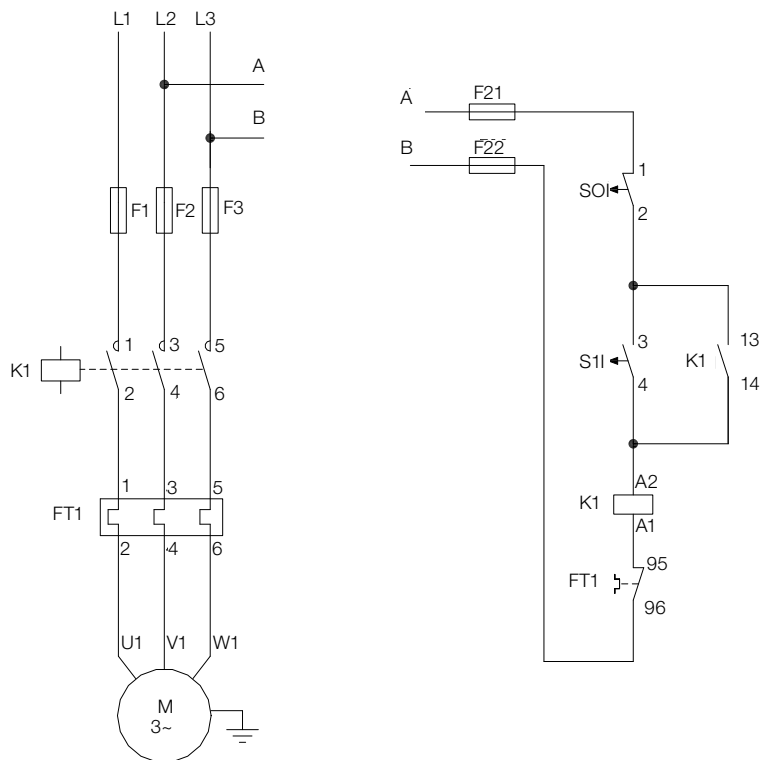 L1 L2 L3
A
B
F1 F2 F3
K1
1 3 5
2 4 6
FT1
1 3 5
2 4 6
U1 V1 W1
M
3~
A F21
B F22
1
SOI
2
3
S1I
4
K1
13
14
A2
K1
A1
95
FT1
96